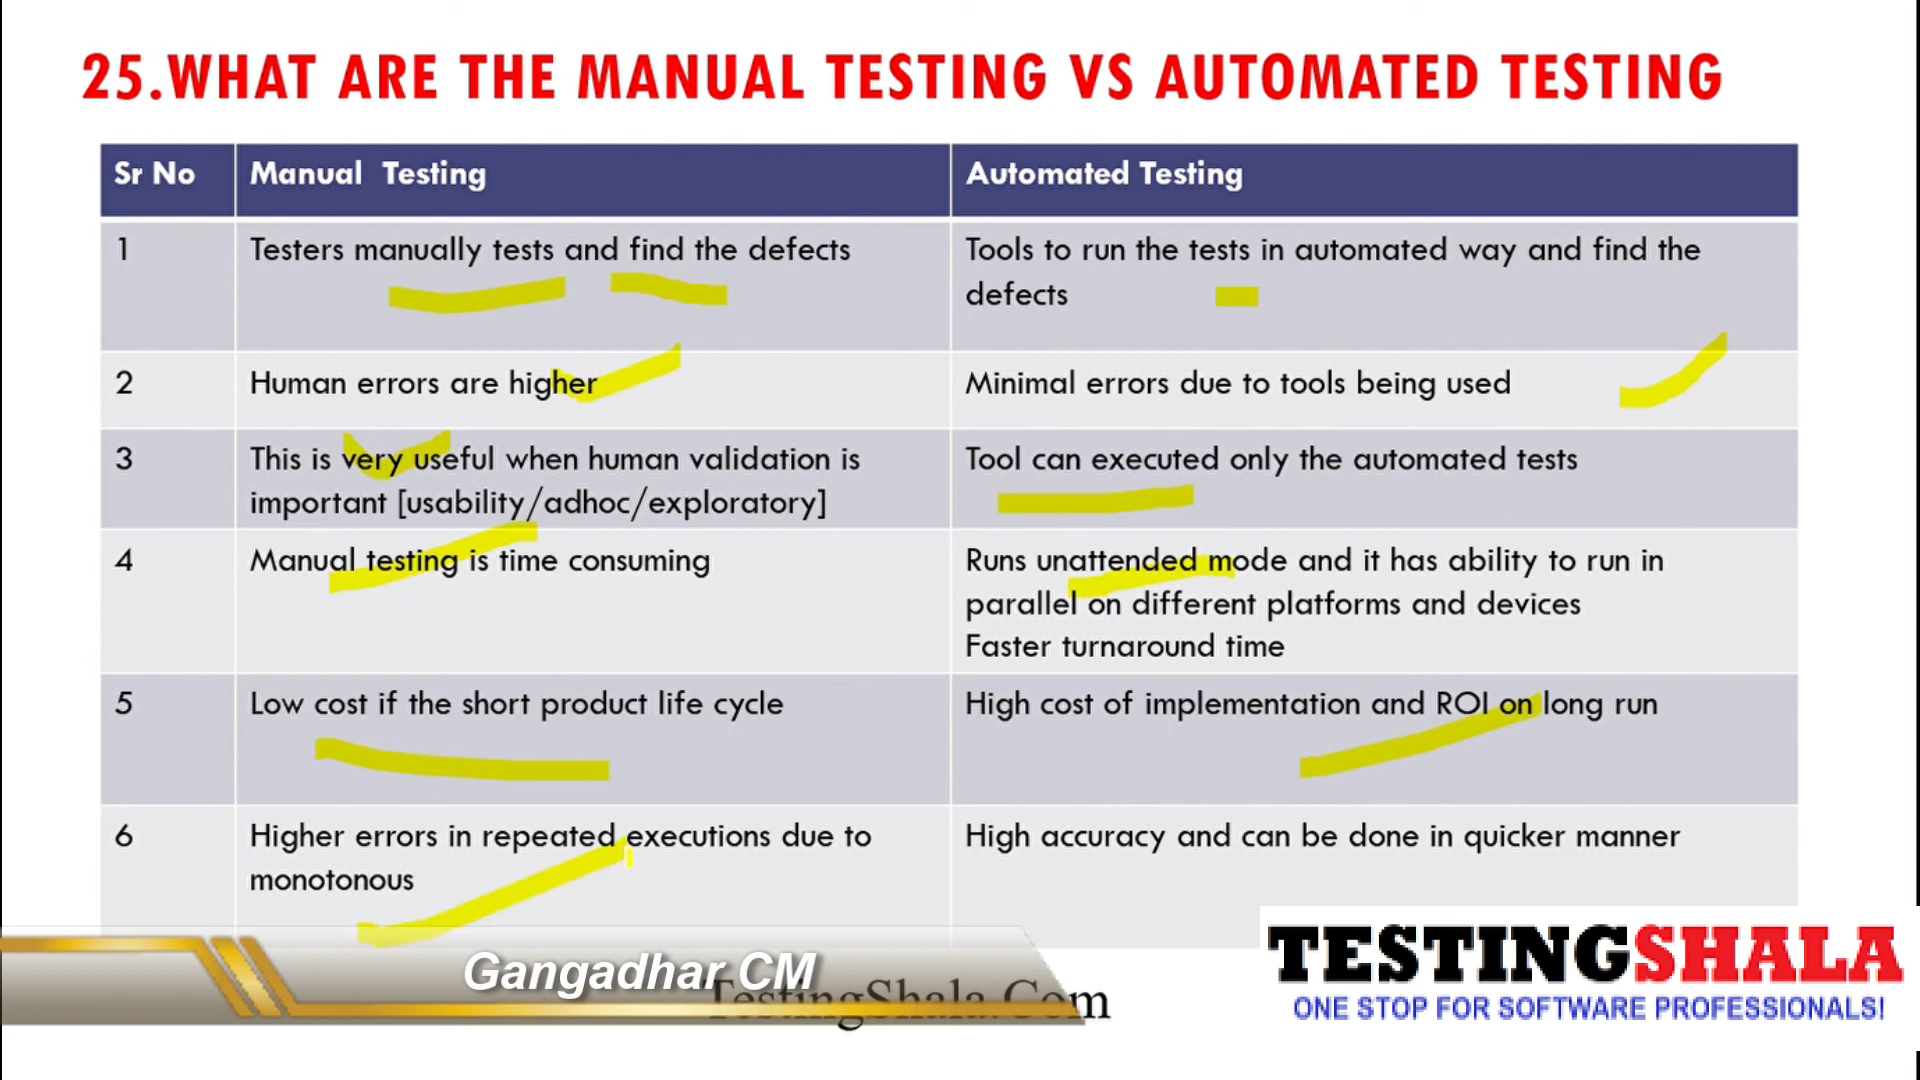 25.WHAT ARE THE MANUAL TESTING VS AUTOMATED TESTING
Sr No
Manual Testing
Automated Testing
1
Testers manually tests and find the defects
Tools to run the tests in automated way and find the
defects
2
Human errors are higher
Minimal errors due to tools being used
3
This is very useful when human validation is
important [usability/adhoc/exploratory]
Tool can executed only the automated tests
4
Manual testing is time consuming
Runs unattended mode and it has ability to run in
parallel on different platforms and devices
Faster turnaround time
5
Low cost if the short product life cycle
High cost of implementation and ROI on long run
6
Higher errors in repeated executions due to
monotonous
High accuracy and can be done in quicker manner
Gangadhar CM
TestingShala.Com
TESTINGSHALA
ONE STOP FOR SOFTWARE PROFESSIONALS!